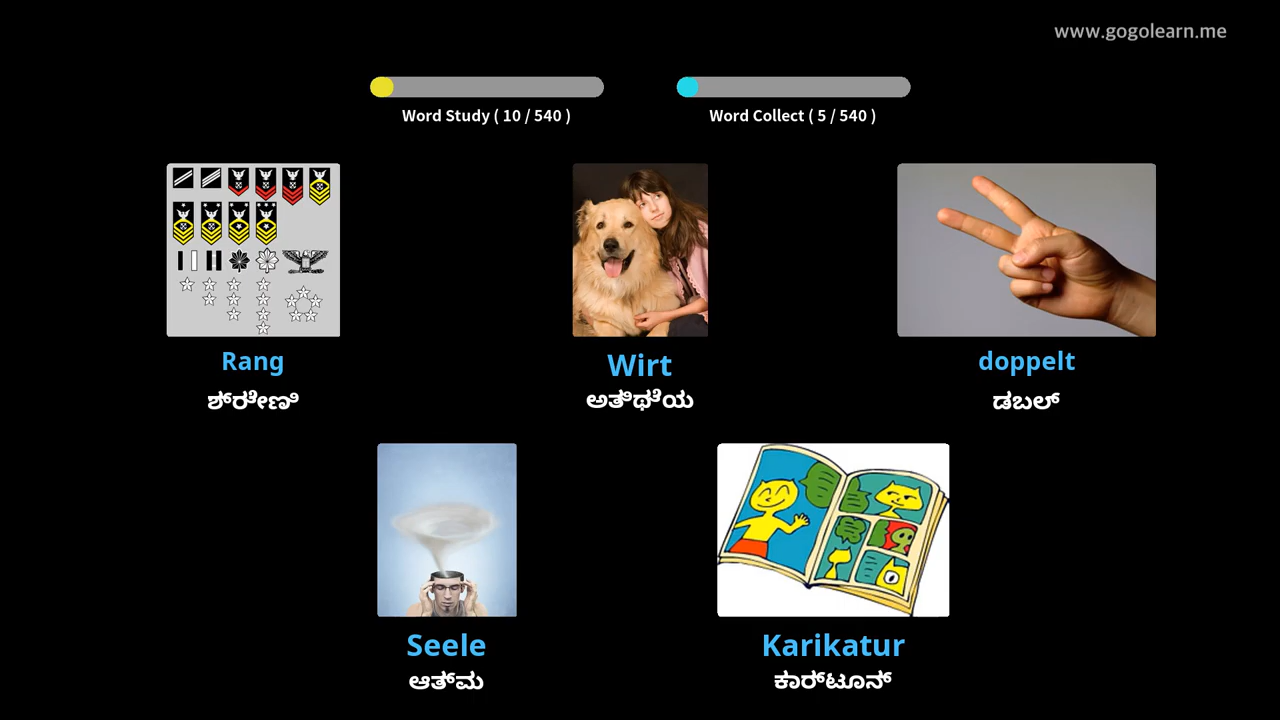 www.gogolearn.me
Word Study ( 10 / 540 )
Word Collect ( 5 / 540 )
Rang
Wirt
doppelt
ಶ್ರೇಣಿ
ಅತಿಥೆಯ
ಡಬಲ್
Seele
Karikatur
ಆತ್ಮ
ಕಾರ್ಟೂನ್